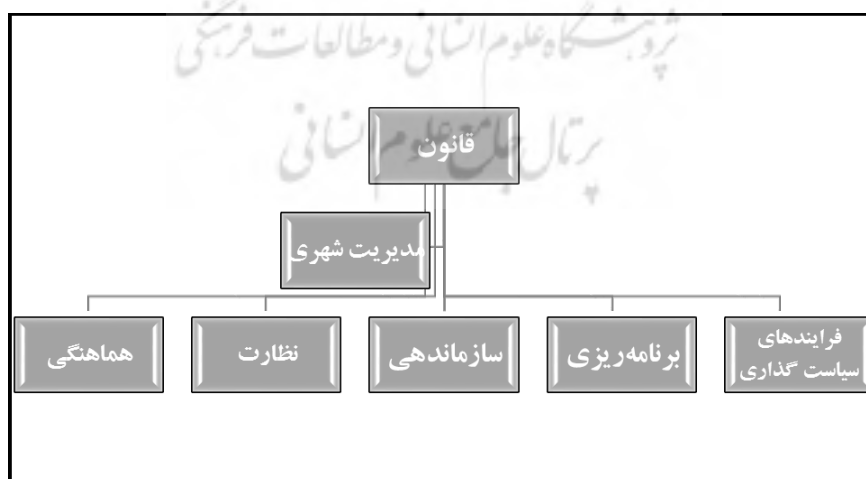 پژوهشگاه علوم انسانی و مطالعات فرهنگی
پرتال جامع علوم انسانی
قانون
مدیریت شهری
فرایندهای
سیاست گذاری
برنامه‌ریزی
سازماندهی
نظارت
هماهنگی